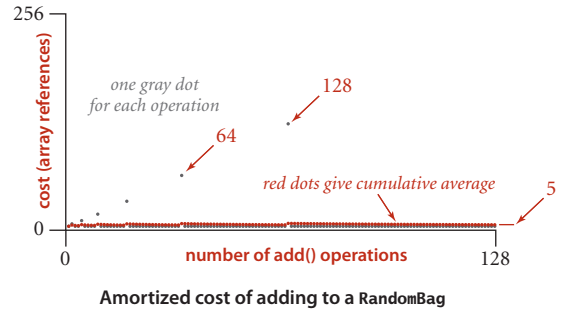 256
cost (array references)
one gray dot
for each operation
128
64
red dots give cumulative average
5
0
0
number of add() operations
128
Amortized cost of adding to a RandomBag